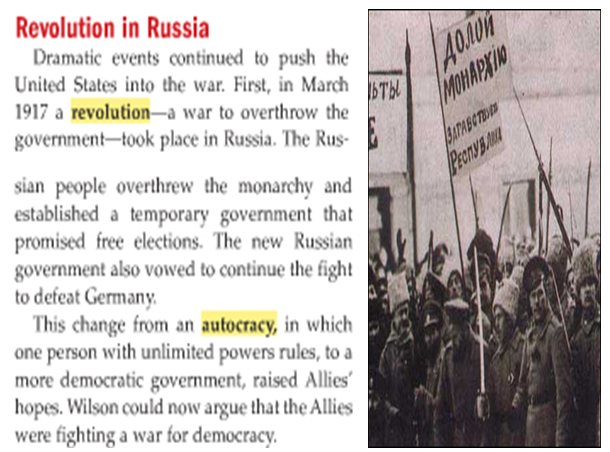 Revolution in Russia
Dramatic events continued to push the
United States into the war. First, in March
1917 a revolution—a war to overthrow the
government—took place in Russia. The Rus-
sian people overthrew the monarchy and
established a temporary government that
promised free elections. The new Russian
government also vowed to continue the fight
to defeat Germany.
This change from an autocracy, in which
one person with unlimited powers rules, to a
more democratic government, raised Allies'
hopes. Wilson could now argue that the Allies
were fighting a war for democracy.
ДОЛОЙ
МОНАРХІЮ
ЗДРАВСТВУЕТ
РЕСПУБЛИКА